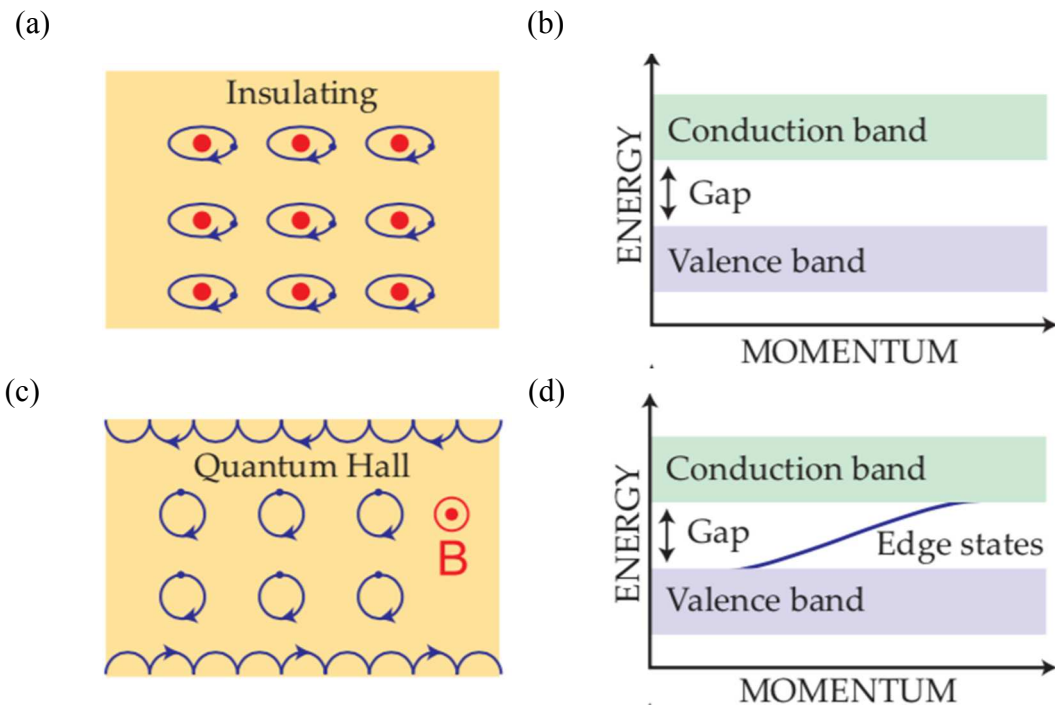 (a)
Insulating
(b)
ENERGY
Conduction band
Gap
Valence band
MOMENTUM
(c)
Quantum Hall
B
(d)
ENERGY
Conduction band
Gap
Edge states
Valence band
MOMENTUM